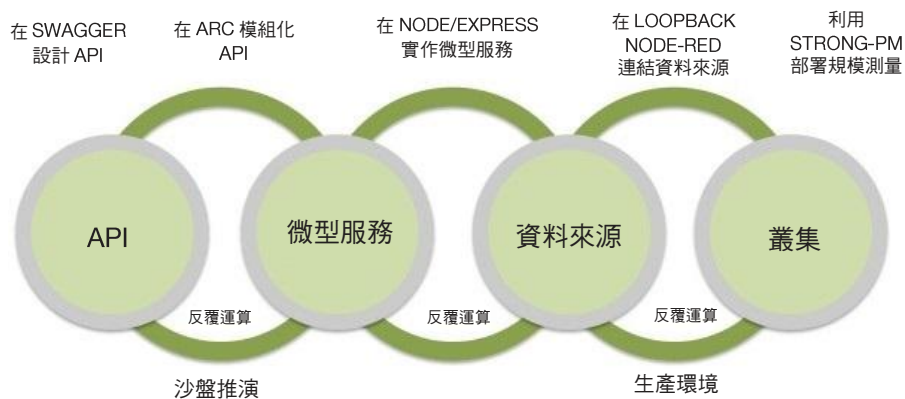 在 SWAGGER
設計 API
在 ARC 模組化
API
在 NODE/EXPRESS
實作微型服務
在 LOOPBACK
NODE-RED
連結資料來源
利用
STRONG-PM
部署規模測量
API
微型服務
資料來源
叢集
反覆運算
反覆運算
反覆運算
沙盤推演
生產環境